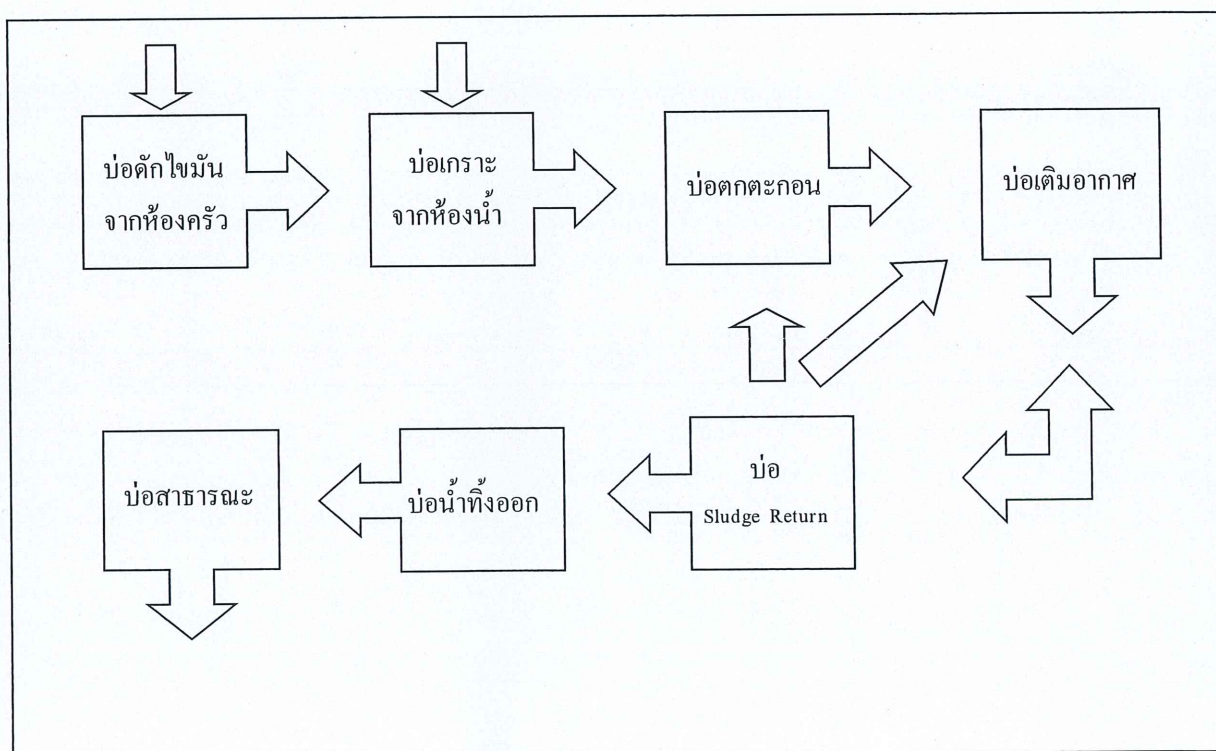 บ่อดักไขมัน
จากห้องครัว
บ่อเกราะ
จากห้องน้ำ
บ่อตกตะกอน
บ่อเติมอากาศ
บ่อสาธารณะ
บ่อน้ำทิ้งออก
บ่อ
Sludge Return